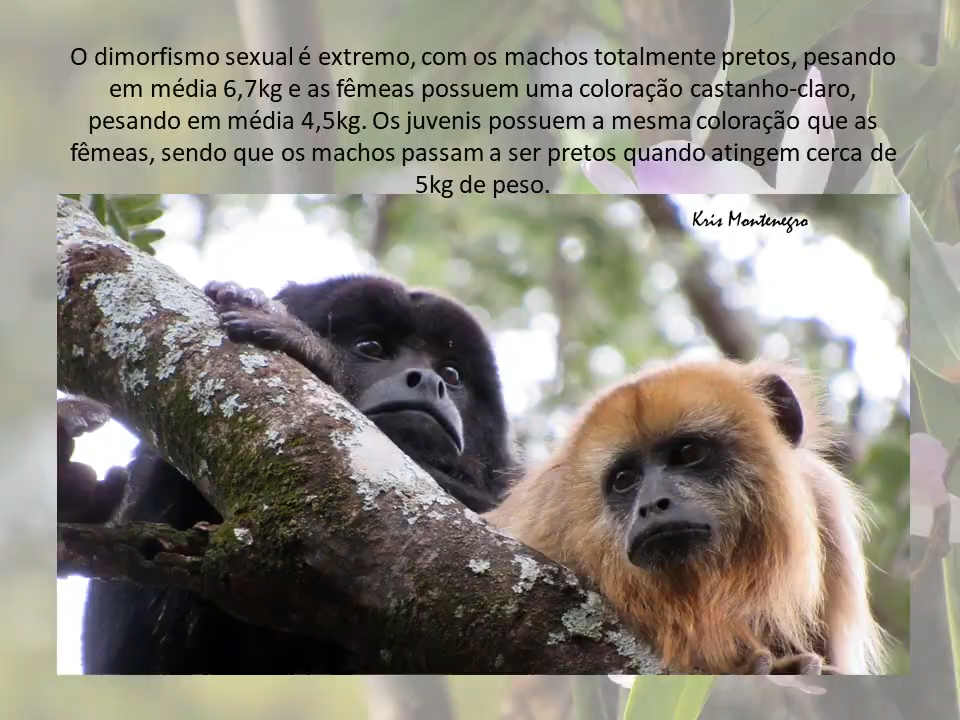 O dimorfismo sexual é extremo, com os machos totalmente pretos, pesando
em média 6,7kg e as fêmeas possuem uma coloração castanho-claro,
pesando em média 4,5kg. Os juvenis possuem a mesma coloração que as
fêmeas, sendo que os machos passam a ser pretos quando atingem cerca de
5kg de peso.
Kris Montenegro